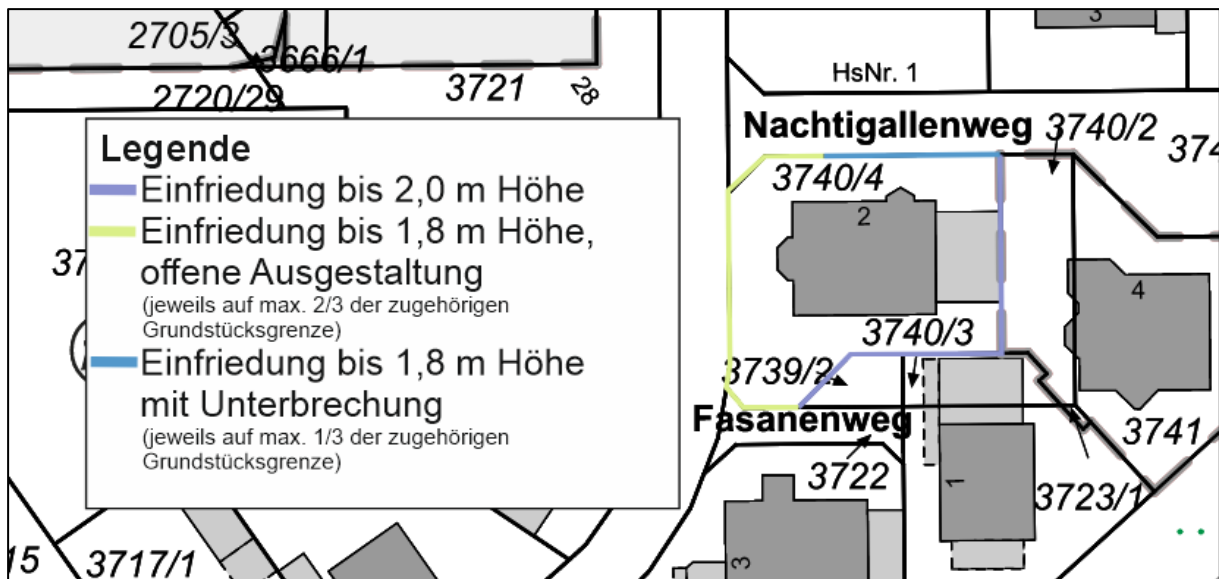 2705/3
3666/1
2720/29
3721
28
3
HsNr. 1
Nachtigallenweg
3740/2
374
3740/4
2
4
3740/3
3739/2
Fasanenweg
3722
1
3741
3723/1
3
37
15
3717/1
Legende
Einfriedung bis 2,0 m Höhe
Einfriedung bis 1,8 m Höhe,
offene Ausgestaltung
(jeweils auf max. 2/3 der zugehörigen
Grundstücksgrenze)
Einfriedung bis 1,8 m Höhe
mit Unterbrechung
(jeweils auf max. 1/3 der zugehörigen
Grundstücksgrenze)